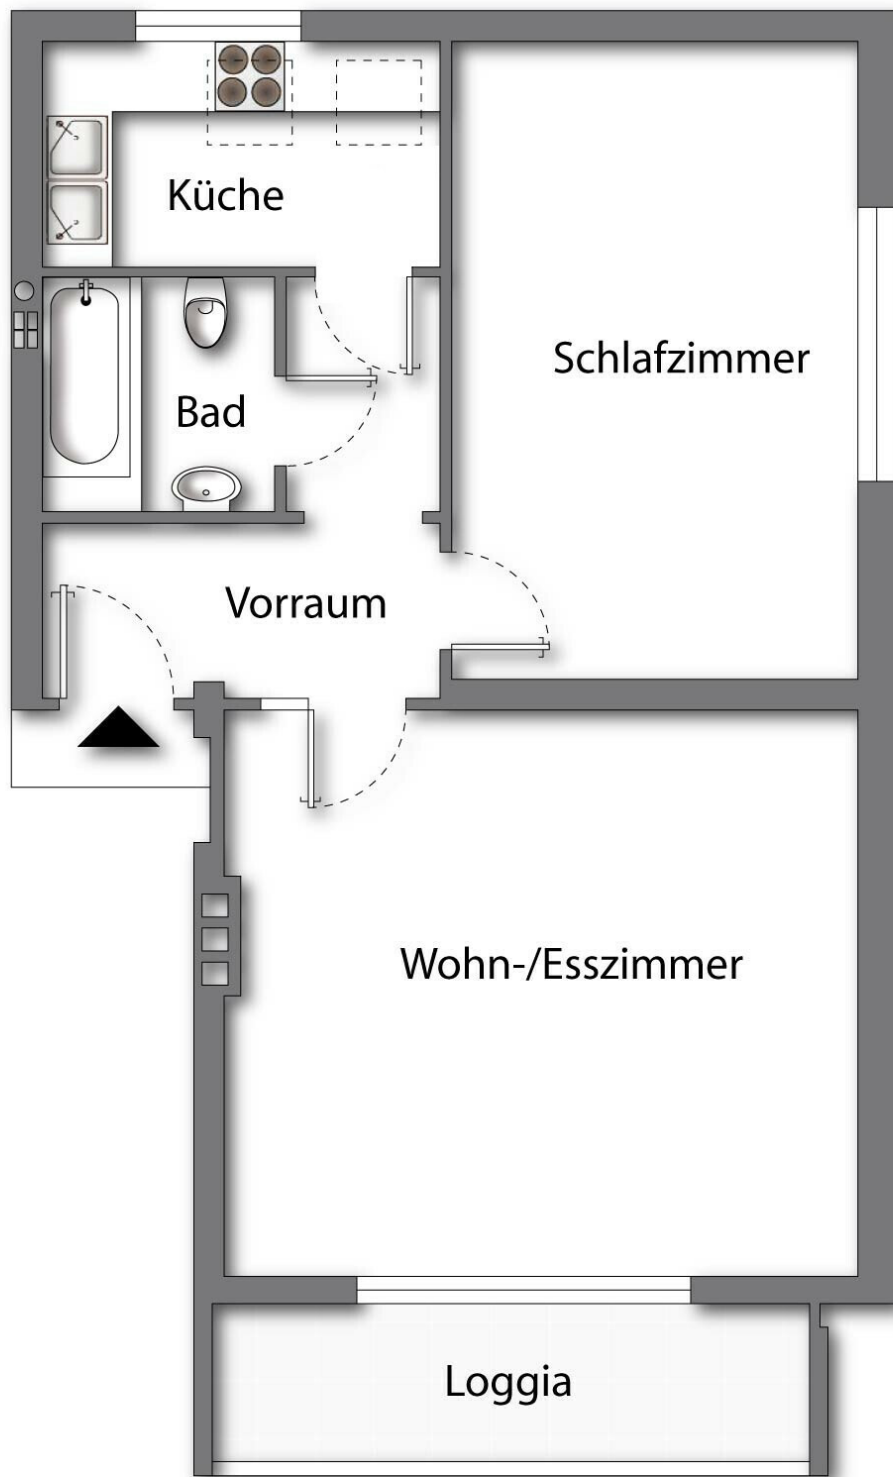 Küche
Schlafzimmer
Bad
Vorraum
Wohn-/Esszimmer
Loggia